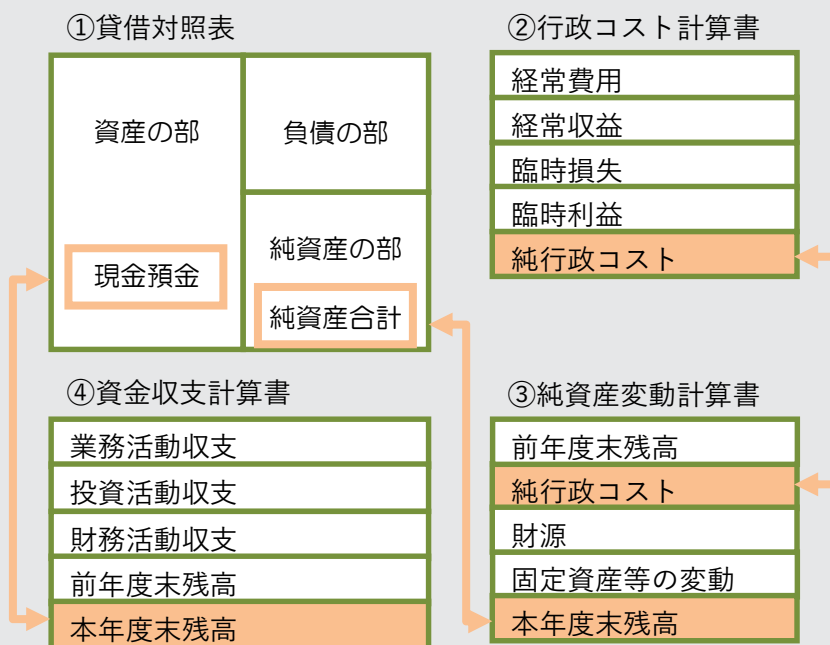 ①貸借対照表
資産の部
現金預金
負債の部
純資産の部
純資産合計
②行政コスト計算書
経常費用
経常収益
臨時損失
臨時利益
純行政コスト
④資金収支計算書
業務活動収支
投資活動収支
財務活動収支
前年度末残高
本年度末残高
③純資産変動計算書
前年度末残高
純行政コスト
財源
固定資産等の変動
本年度末残高